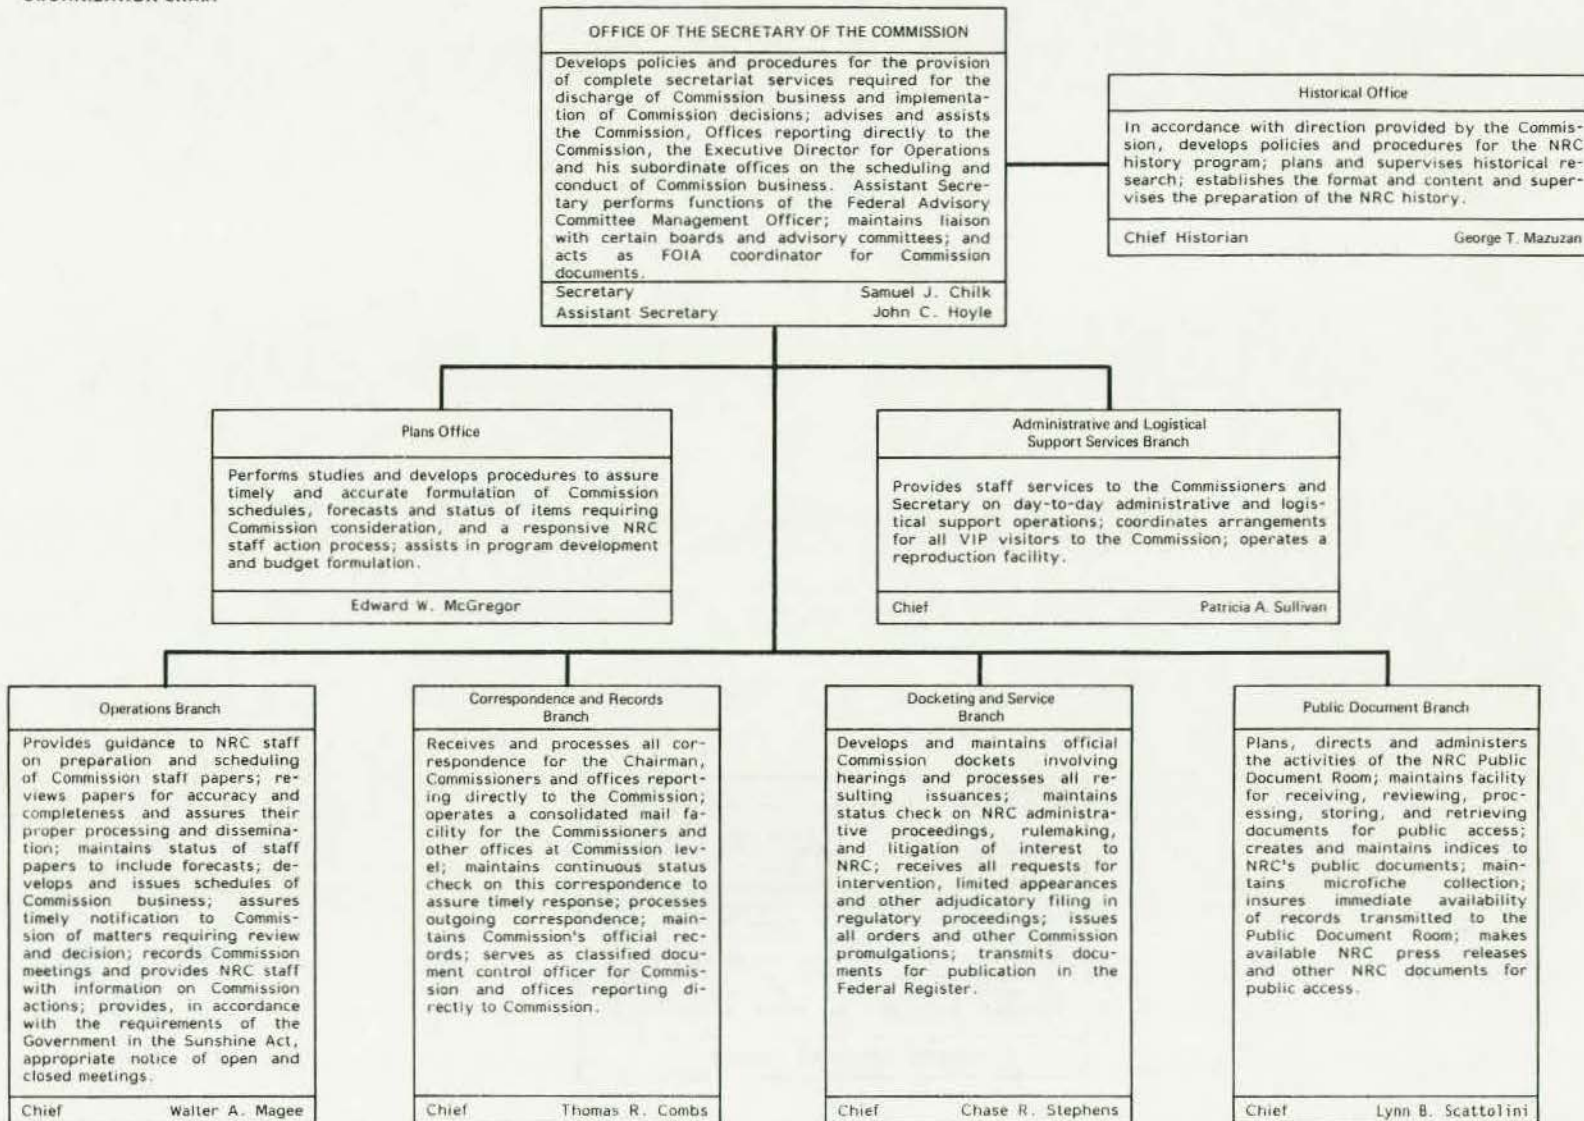 OFFICE OF THE SECRETARY OF THE COMMISSION
Develops policies and procedures for the provision
of complete secretariat services required for the
discharge of Commission business and implementa-
tion of Commission decisions; advises and assists
the Commission, Offices reporting directly to the
Commission, the Executive Director for Operations
and his subordinate offices on the scheduling and
conduct of Commission business. Assistant Secre-
tary performs functions of the Federal Advisory
Committee Management Officer; maintains liaison
with certain boards and advisory committees; and
acts as FOIA coordinator for Commission
documents.
Secretary Samuel J. Chilk
Assistant Secretary John C. Hoyle
Historical Office
In accordance with direction provided by the Commis-
sion, develops policies and procedures for the NRC
history program; plans and supervises historical re-
search; establishes the format and content and super-
vises the preparation of the NRC history.
Chief Historian George T. Mazuzan
Plans Office
Performs studies and develops procedures to assure
timely and accurate formulation of Commission
schedules, forecasts and status of items requiring
Commission consideration, and a responsive NRC
staff action process; assists in program development
and budget formulation.
Edward W. McGregor
Administrative and Logistical
Support Services Branch
Provides staff services to the Commissioners and
Secretary on day-to-day administrative and logis-
tical support operations; coordinates arrangements
for all VIP visitors to the Commission; operates a
reproduction facility.
Chief Patricia A. Sullivan
Operations Branch
Provides guidance to NRC staff
on preparation and scheduling
of Commission staff papers; re-
views papers for accuracy and
completeness and assures their
proper processing and dissemina-
tion; maintains status of staff
papers to include forecasts; de-
velops and issues schedules of
Commission business; assures
timely notification to Commis-
sion of matters requiring review
and decision; records Commission
meetings and provides NRC staff
with information on Commission
actions; provides, in accordance
with the requirements of the
Government in the Sunshine Act,
appropriate notice of open and
closed meetings.
Chief Walter A. Magee
Correspondence and Records
Branch
Receives and processes all cor-
respondence for the Chairman,
Commissioners and offices report-
ing directly to the Commission;
operates a consolidated mail fa-
cility for the Commissioners and
other offices at Commission lev-
el; maintains continuous status
check on this correspondence to
assure timely response; processes
outgoing correspondence; main-
tains Commission's official rec-
ords; serves as classified docu-
ment control officer for Commis-
sion and offices reporting di-
rectly to Commission.
Chief Thomas R. Combs
Docketing and Service
Branch
Develops and maintains official
Commission dockets involving
hearings and processes all re-
sulting issuances; maintains
status check on NRC administra-
tive proceedings, rulemaking,
and litigation of interest to
NRC; receives all requests for
intervention, limited appearances
and other adjudicatory filing in
regulatory proceedings; issues
all orders and other Commission
promulgations; transmits docu-
ments for publication in the
Federal Register.
Chief Chase R. Stephens
Public Document Branch
Plans, directs and administers
the activities of the NRC Public
Document Room; maintains facility
for receiving, reviewing, proc-
essing, storing, and retrieving
documents for public access;
creates and maintains indices to
NRC's public documents; main-
tains microfiche collection;
insures immediate availability
of records transmitted to the
Public Document Room; makes
available NRC press releases
and other NRC documents for
public access.
Chief Lynn B. Scattolini